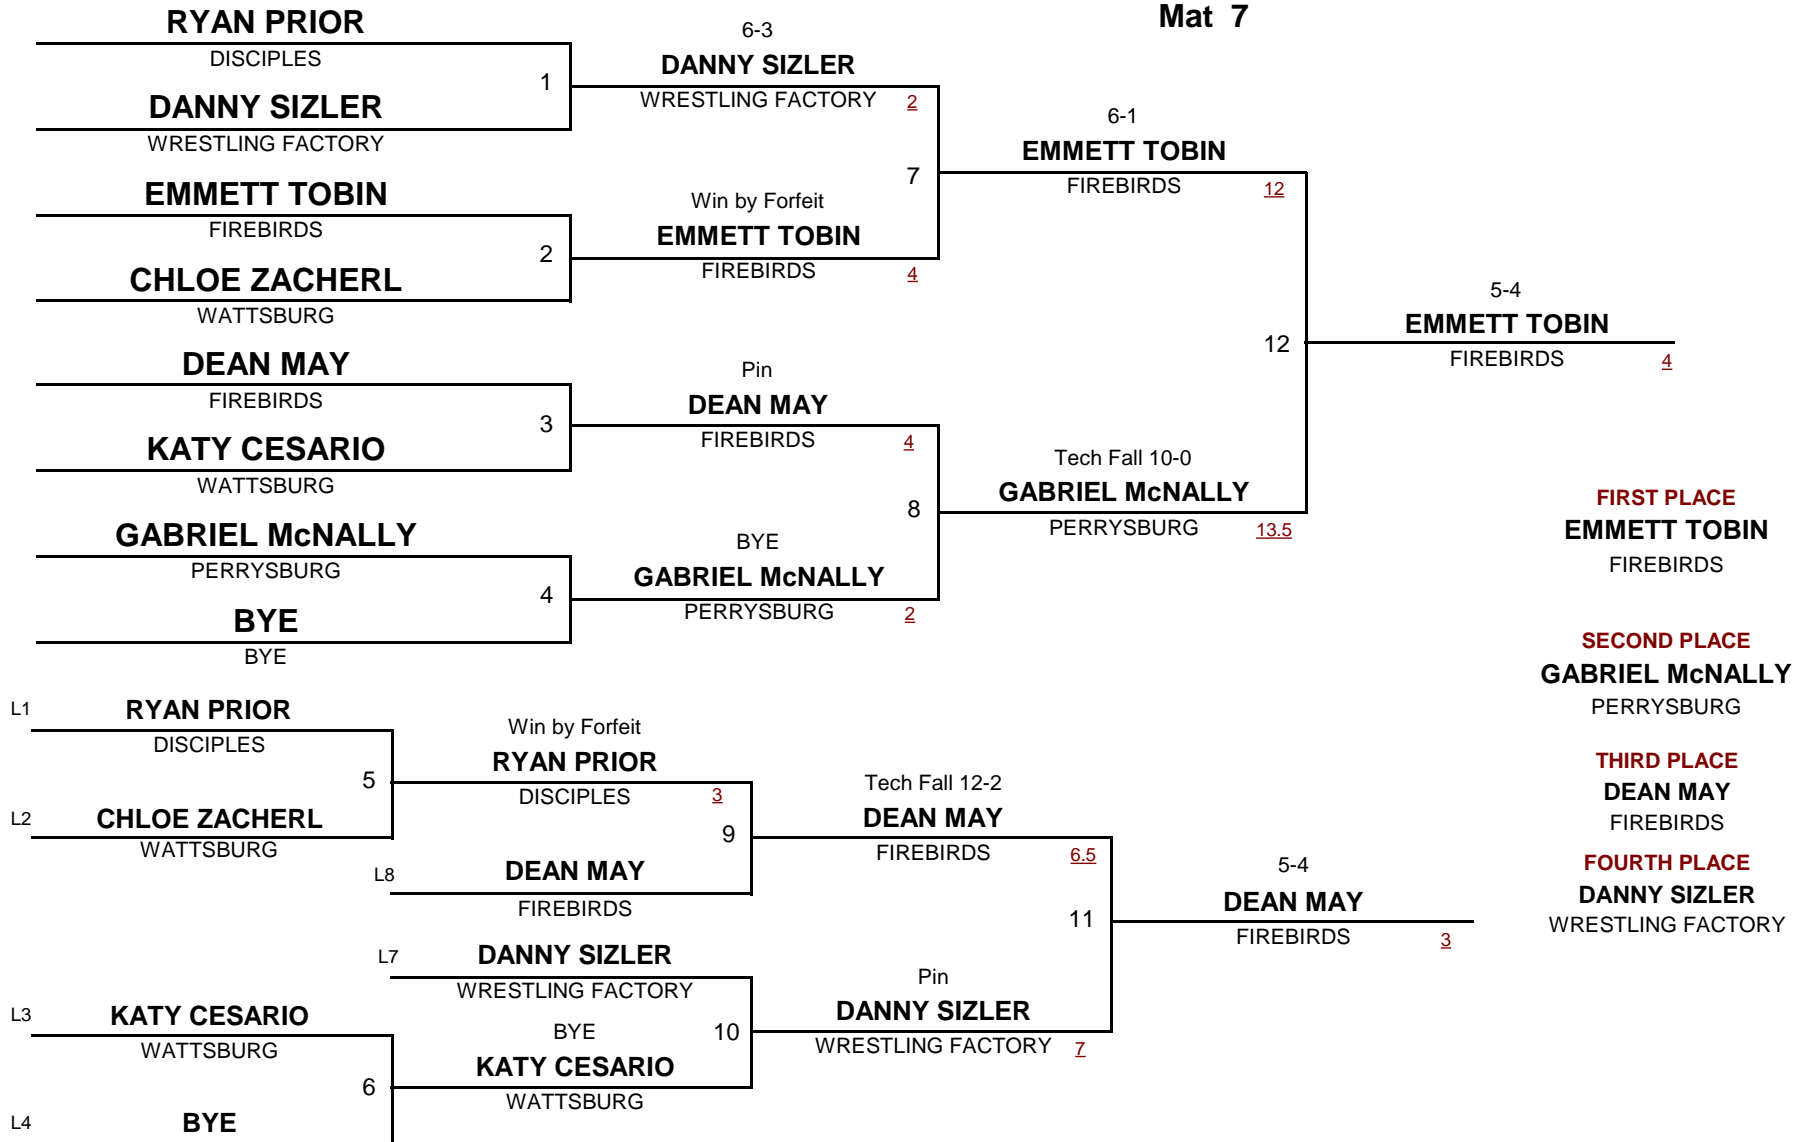 Mat 7
RYAN PRIOR
DISCIPLES
1
DANNY SIZLER
WRESTLING FACTORY
EMMETT TOBIN
FIREBIRDS
2
CHLOE ZACHERL
WATTSBURG
DEAN MAY
FIREBIRDS
3
KATY CESARIO
WATTSBURG
GABRIEL McNALLY
PERRYSBURG
4
BYE
BYE
6-3
DANNY SIZLER
WRESTLING FACTORY 2
7
Win by Forfeit
EMMETT TOBIN
FIREBIRDS 4
Pin
DEAN MAY
FIREBIRDS 4
8
BYE
GABRIEL McNALLY
PERRYSBURG 2
6-1
EMMETT TOBIN
FIREBIRDS 12
12
Tech Fall 10-0
GABRIEL McNALLY
PERRYSBURG 13.5
5-4
EMMETT TOBIN
FIREBIRDS 4
FIRST PLACE
EMMETT TOBIN
FIREBIRDS
SECOND PLACE
GABRIEL McNALLY
PERRYSBURG
THIRD PLACE
DEAN MAY
FIREBIRDS
FOURTH PLACE
DANNY SIZLER
WRESTLING FACTORY
L1 RYAN PRIOR
DISCIPLES
5
L2 CHLOE ZACHERL
WATTSBURG
L3 KATY CESARIO
WATTSBURG
6
L4 BYE
Win by Forfeit
RYAN PRIOR
DISCIPLES 3
9
L8 DEAN MAY
FIREBIRDS
L7 DANNY SIZLER
WRESTLING FACTORY
BYE 10
KATY CESARIO
WATTSBURG
Tech Fall 12-2
DEAN MAY
FIREBIRDS 6.5
11
Pin
DANNY SIZLER
WRESTLING FACTORY 7
5-4
DEAN MAY
FIREBIRDS 3